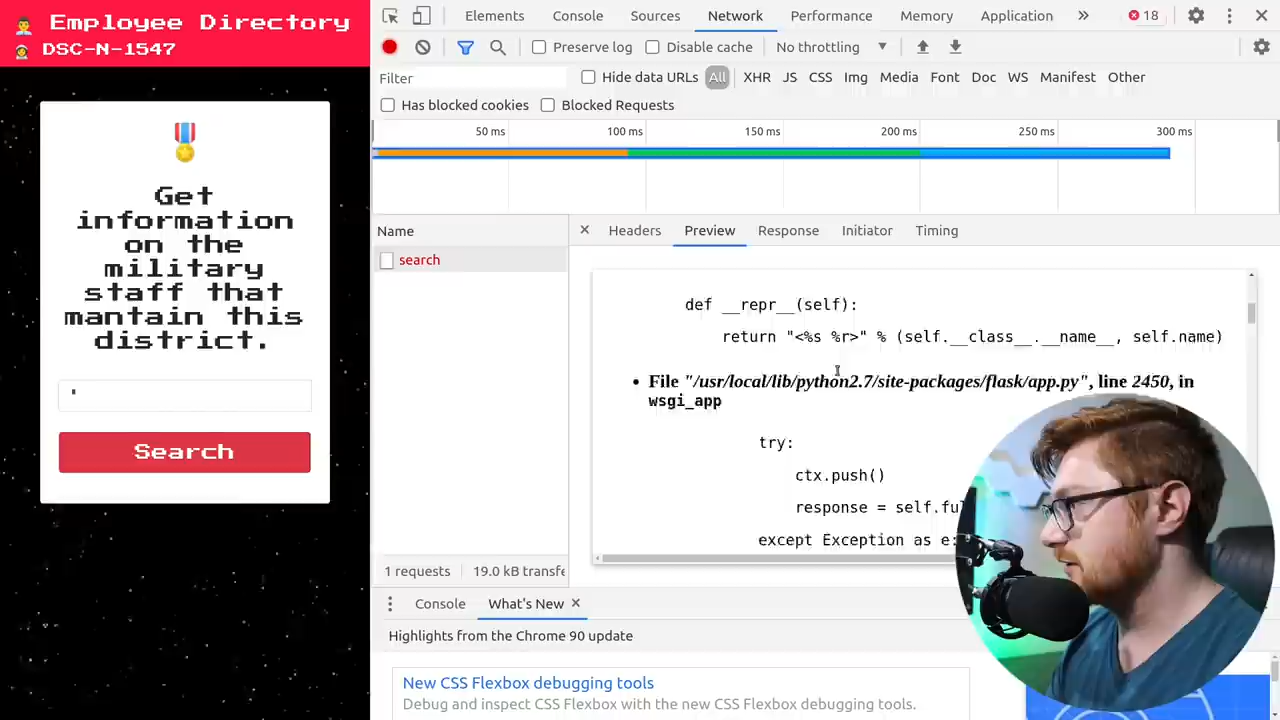 Employee Directory
DSC-N-1547
Get
information
on the
military
staff that
mantain this
district.
'
Search
Elements Console Sources Network Performance Memory Application » 18
Preserve log Disable cache No throttling
Filter Hide data URLs All XHR JS CSS Img Media Font Doc WS Manifest Other
Has blocked cookies Blocked Requests
50 ms 100 ms 150 ms 200 ms 250 ms 300 ms
Name
search
Headers Preview Response Initiator Timing
def __repr__(self):
return "<%s %r>" % (self.__class__.__name__, self.name)
• File "/usr/local/lib/python2.7/site-packages/flask/app.py", line 2450, in
wsgi_app
try:
ctx.push()
response = self.ful
except Exception as e:
1 requests 19.0 kB transfe
Console What's New
Highlights from the Chrome 90 update
New CSS Flexbox debugging tools
Debug and inspect CSS Flexbox with the new CSS Flexbox debugging tools.